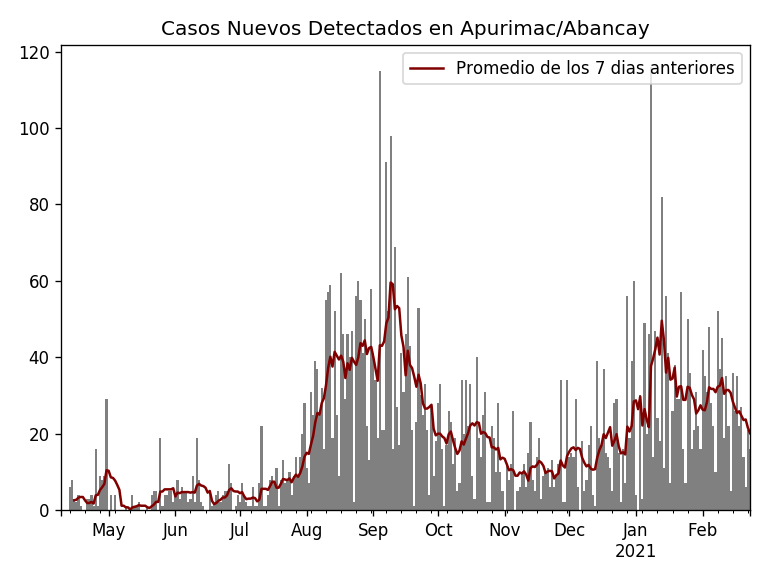 Casos Nuevos Detectados en Apurimac/Abancay
Promedio de los 7 dias anteriores
120
100
80
60
40
20
0
May Jun Jul Aug Sep Oct Nov Dec Jan Feb
2021